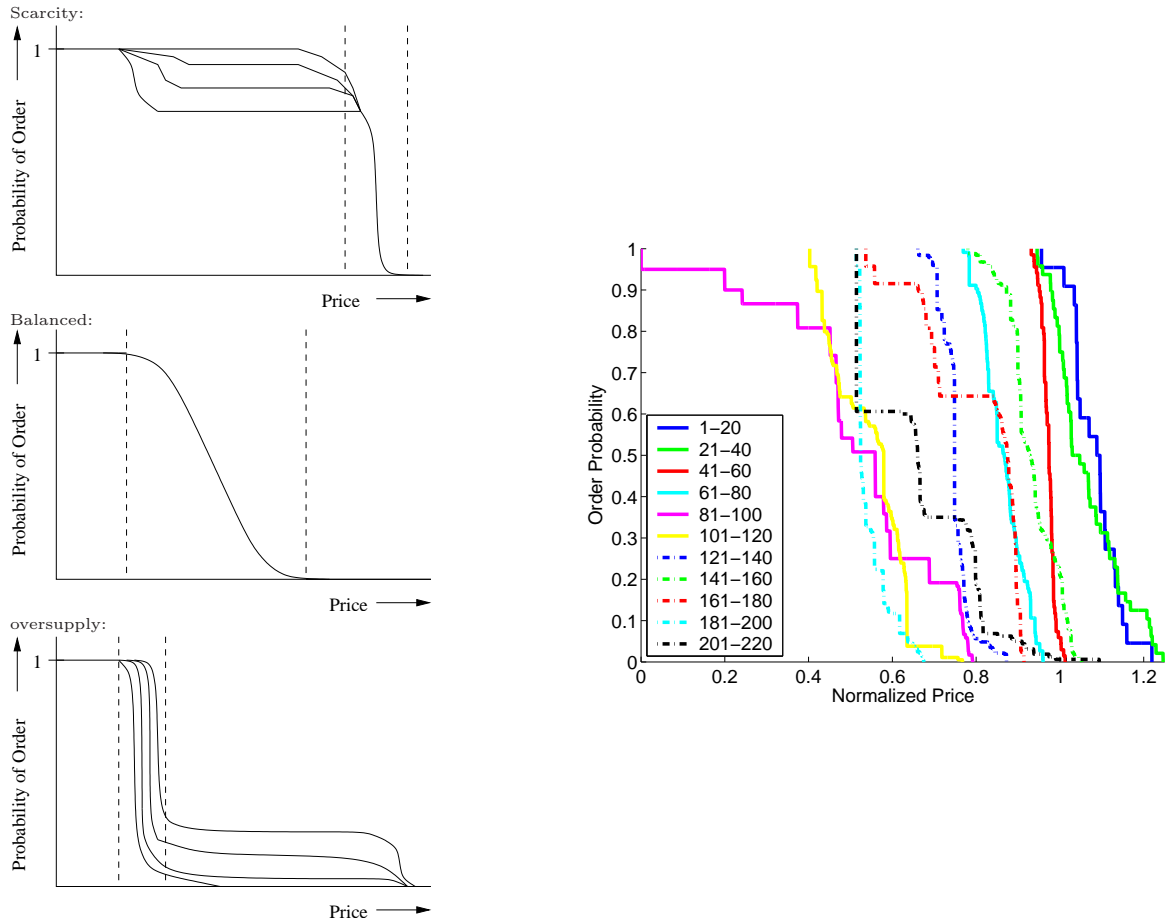 Scarcity:
1
Probability of Order
Price
Balanced:
1
Probability of Order
Price
oversupply:
1
Probability of Order
Price
1
0.9
0.8
0.7
0.6
0.5
0.4
0.3
0.2
0.1
0
Order Probability
1−20
21−40
41−60
61−80
81−100
101−120
121−140
141−160
161−180
181−200
201−220
0 0.2 0.4 0.6 0.8 1 1.2
Normalized Price